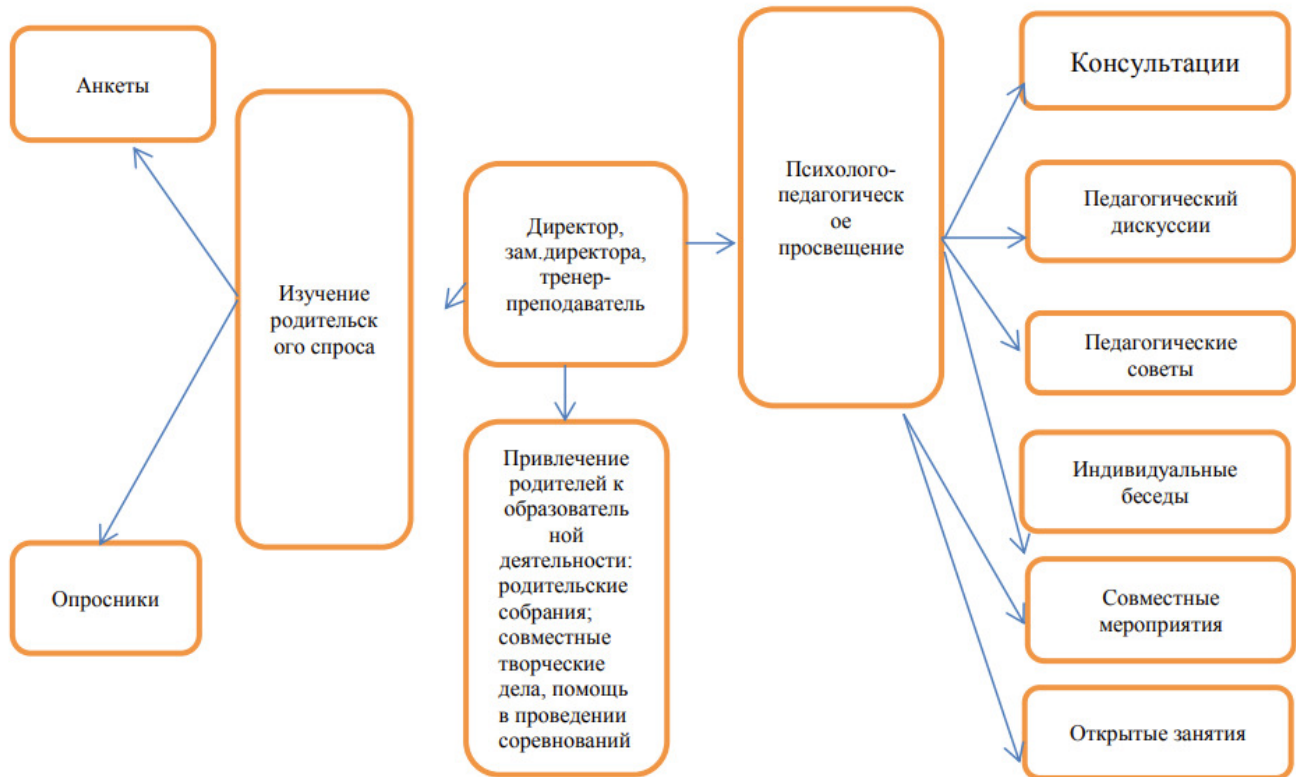 Анкеты
Изучение
родительск
ого спроса
Опросники
Директор,
зам.директора,
тренер-
преподаватель
Привлечение
родителей к
образователь
ной
деятельности:
родительские
собрания;
совместные
творческие
дела, помощь
в проведении
соревнований
Психолого-
педагогическ
ое
просвещение
Консультации
Педагогический
дискуссии
Педагогические
советы
Индивидуальные
беседы
Совместные
мероприятия
Открытые занятия